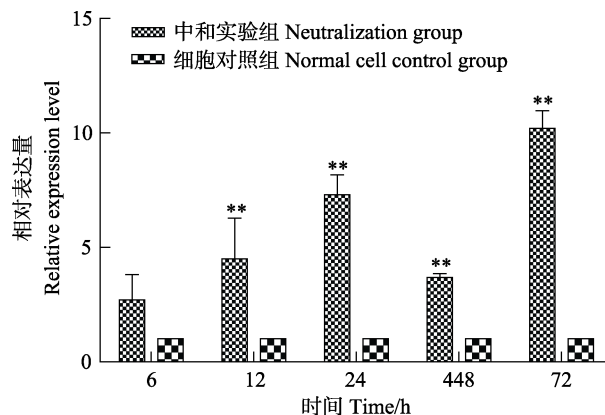 15
中和实验组 Neutralization group
细胞对照组 Normal cell control group
10
5
0
相对表达量
Relative expression level
**
**
**
**
6 12 24 448 72
时间 Time/h